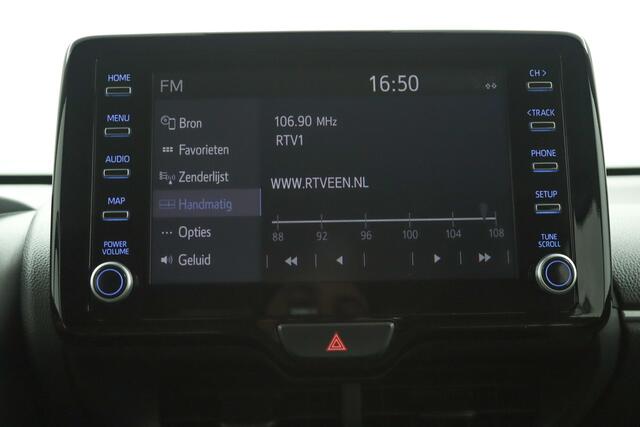 HOME
MENU
AUDIO
MAP
POWER
VOLUME
FM
16:50
Bron
Favorieten
Zenderlijst
Handmatig
Opties
Geluid
106.90 MHz
RTV1
WWW.RTVEEN.NL
88 92 96 100 104 108
CH >
< TRACK
PHONE
SETUP
TUNE
SCROLL